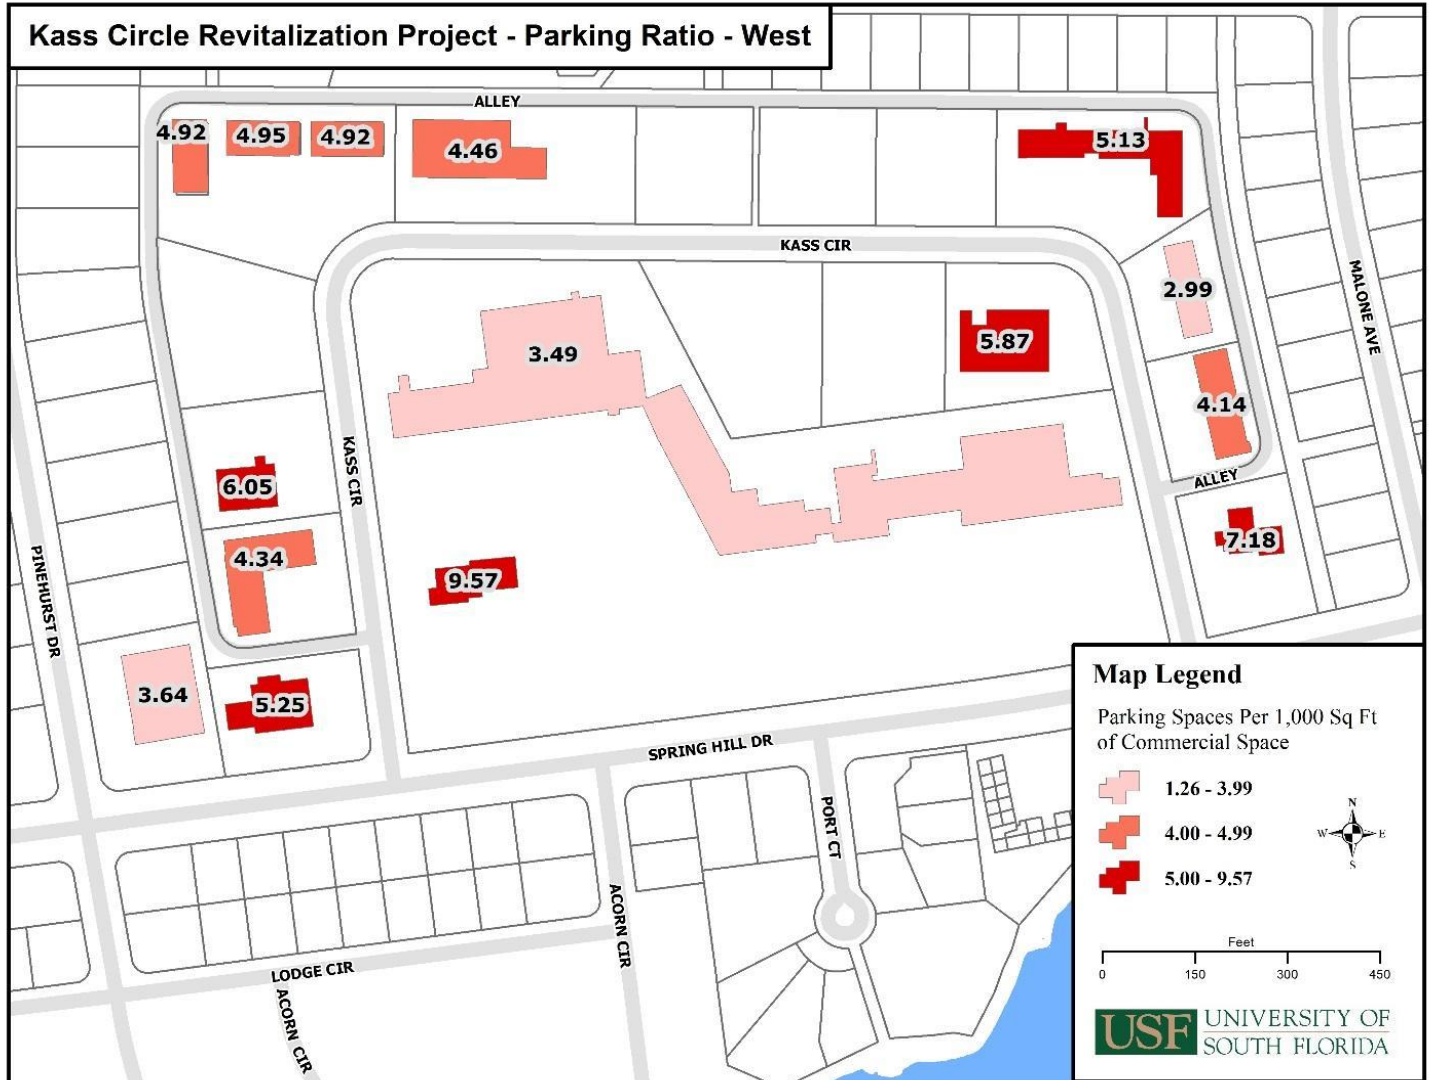 Kass Circle Revitalization Project - Parking Ratio - West
ALLEY
4.92
4.95
4.92
4.46
5.13
KASS CIR
2.99
MALONE AVE
3.49
5.87
4.14
KASS CIR
6.05
ALLEY
4.34
7.18
9.57
PINEHURST DR
3.64
5.25
SPRING HILL DR
PORT CT
ACORN CIR
LODGE CIR
ACORN CIR
Map Legend
Parking Spaces Per 1,000 Sq Ft
of Commercial Space
1.26 - 3.99
4.00 - 4.99
5.00 - 9.57
N
W E
S
Feet
0 150 300 450
USF UNIVERSITY OF
SOUTH FLORIDA